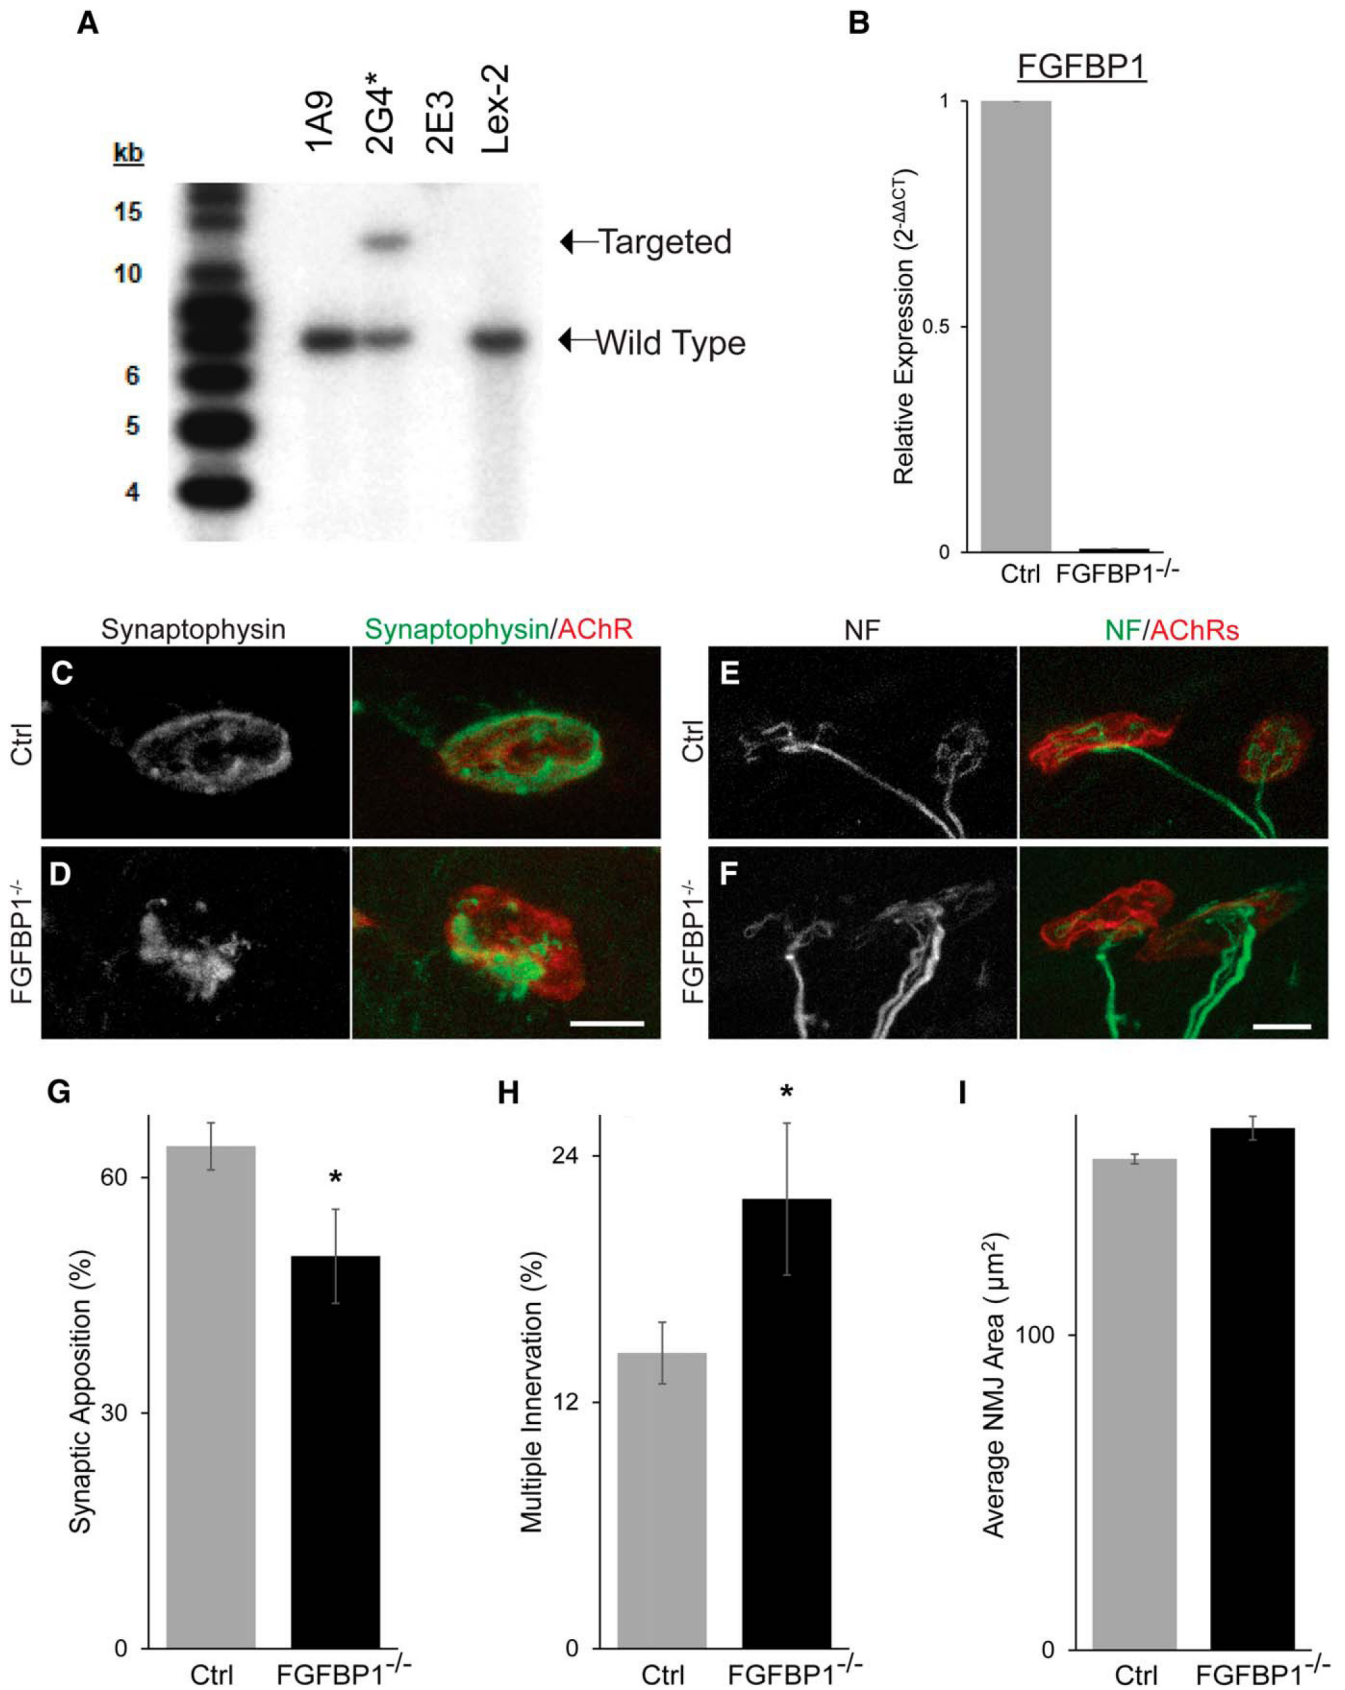 A
1A9
2G4*
2E3
Lex-2
kb
15
10
6
5
4
Targeted
Wild Type
B
FGFBP1
Relative Expression (2-ΔΔCT)
1
0.5
0
Ctrl FGFBP1-/-
Synaptophysin
Synaptophysin/AChR
NF
NF/AChRs
Ctrl
C
Ctrl
E
FGFBP1-/-
D
FGFBP1-/-
F
G
Synaptic Apposition (%)
60
30
0
*
Ctrl FGFBP1-/-
H
Multiple Innervation (%)
24
12
0
*
Ctrl FGFBP1-/-
I
Average NMJ Area ( µm2)
100
0
Ctrl FGFBP1-/-